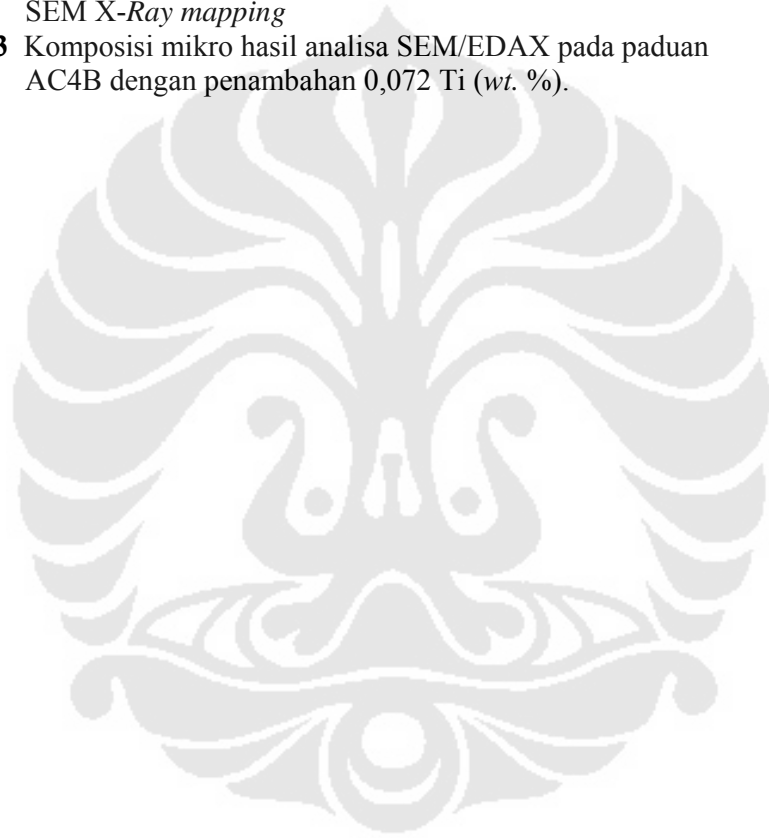 SEM X-Ray mapping
3 Komposisi mikro hasil analisa SEM/EDAX pada paduan
AC4B dengan penambahan 0,072 Ti (wt. %).